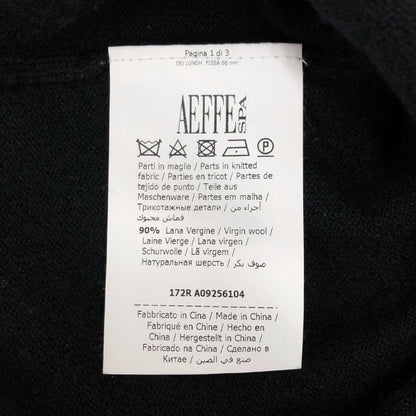 Pagina 1 di 3
09) LUNGH. FISSA 66 mm
AEFFE SPA
Parti in maglia / Parts in knitted
fabric / Parties en tricot / Partes de
tejido de punto / Teile aus
Maschenware / Partes em malha /
Трикотажные детали / أجزاء من
قماش محبوك
90% Lana Vergine / Virgin wool /
Laine Vierge / Lana virgen /
Schurwolle / Lã virgem /
Натуральная шерсть / صوف بكر
172R A09256104
Fabbricato in Cina / Made in China /
Fabriqué en Chine / Hecho en
China / Hergestellt in China /
Fabricado na China / Сделано в
Китае / صنع في الصين